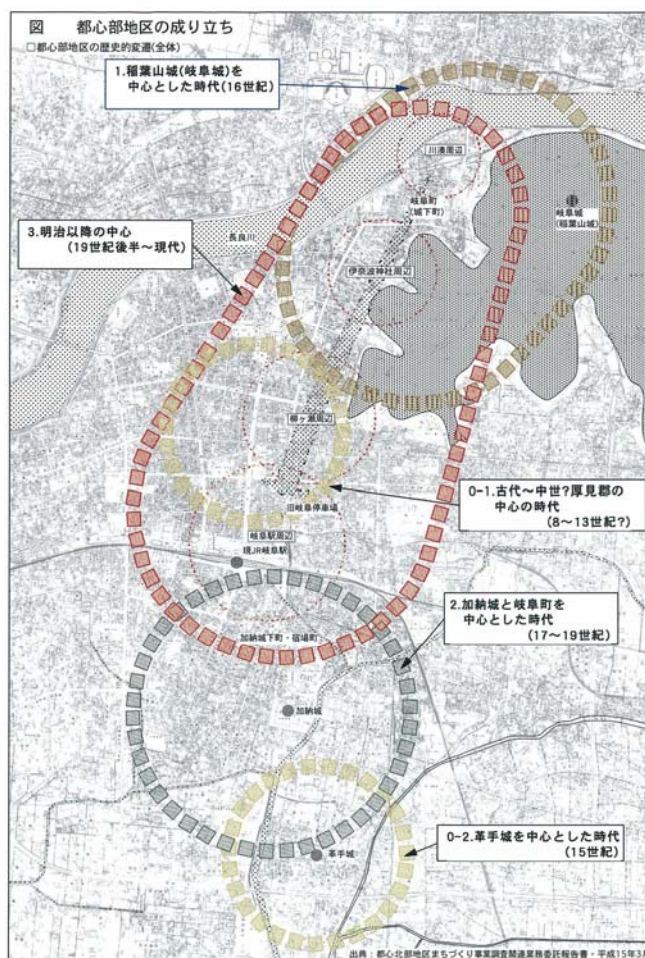 図　都心部地区の成り立ち
□都心部地区の歴史的変遷(全体)
1.稲葉山城(岐阜城)を
中心とした時代(16世紀)
川湊周辺
岐阜町
(城下町)
岐阜城
(稲葉山城)
長良川
3.明治以降の中心
(19世紀後半〜現代)
伊奈波神社周辺
柳ヶ瀬周辺
0-1.古代〜中世?厚見郡の
中心の時代
(8〜13世紀?)
旧岐阜停車場
岐阜駅周辺
現JR岐阜駅
2.加納城と岐阜町を
中心とした時代
(17〜19世紀)
加納城下町・宿場町
加納城
0-2.革手城を中心とした時代
(15世紀)
革手城
出典：都心北部地区まちづくり事業調査関連業務委託報告書・平成15年3月